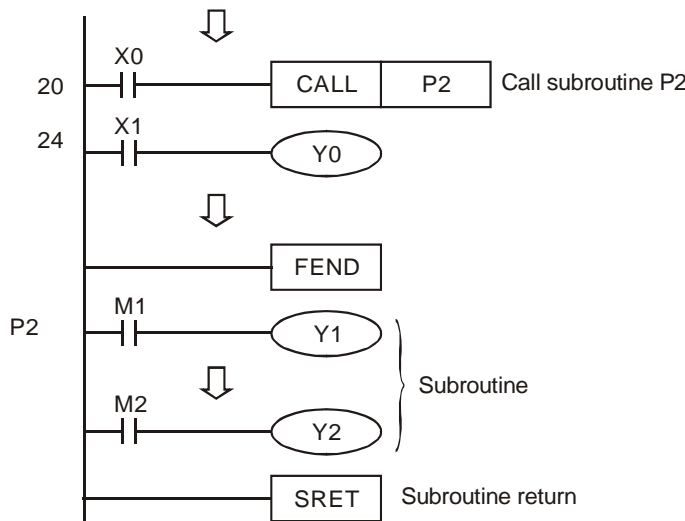 X0
20 CALL P2 Call subroutine P2
X1
24 Y0
FEND
M1
P2 Y1
Subroutine
M2
Y2
SRET Subroutine return